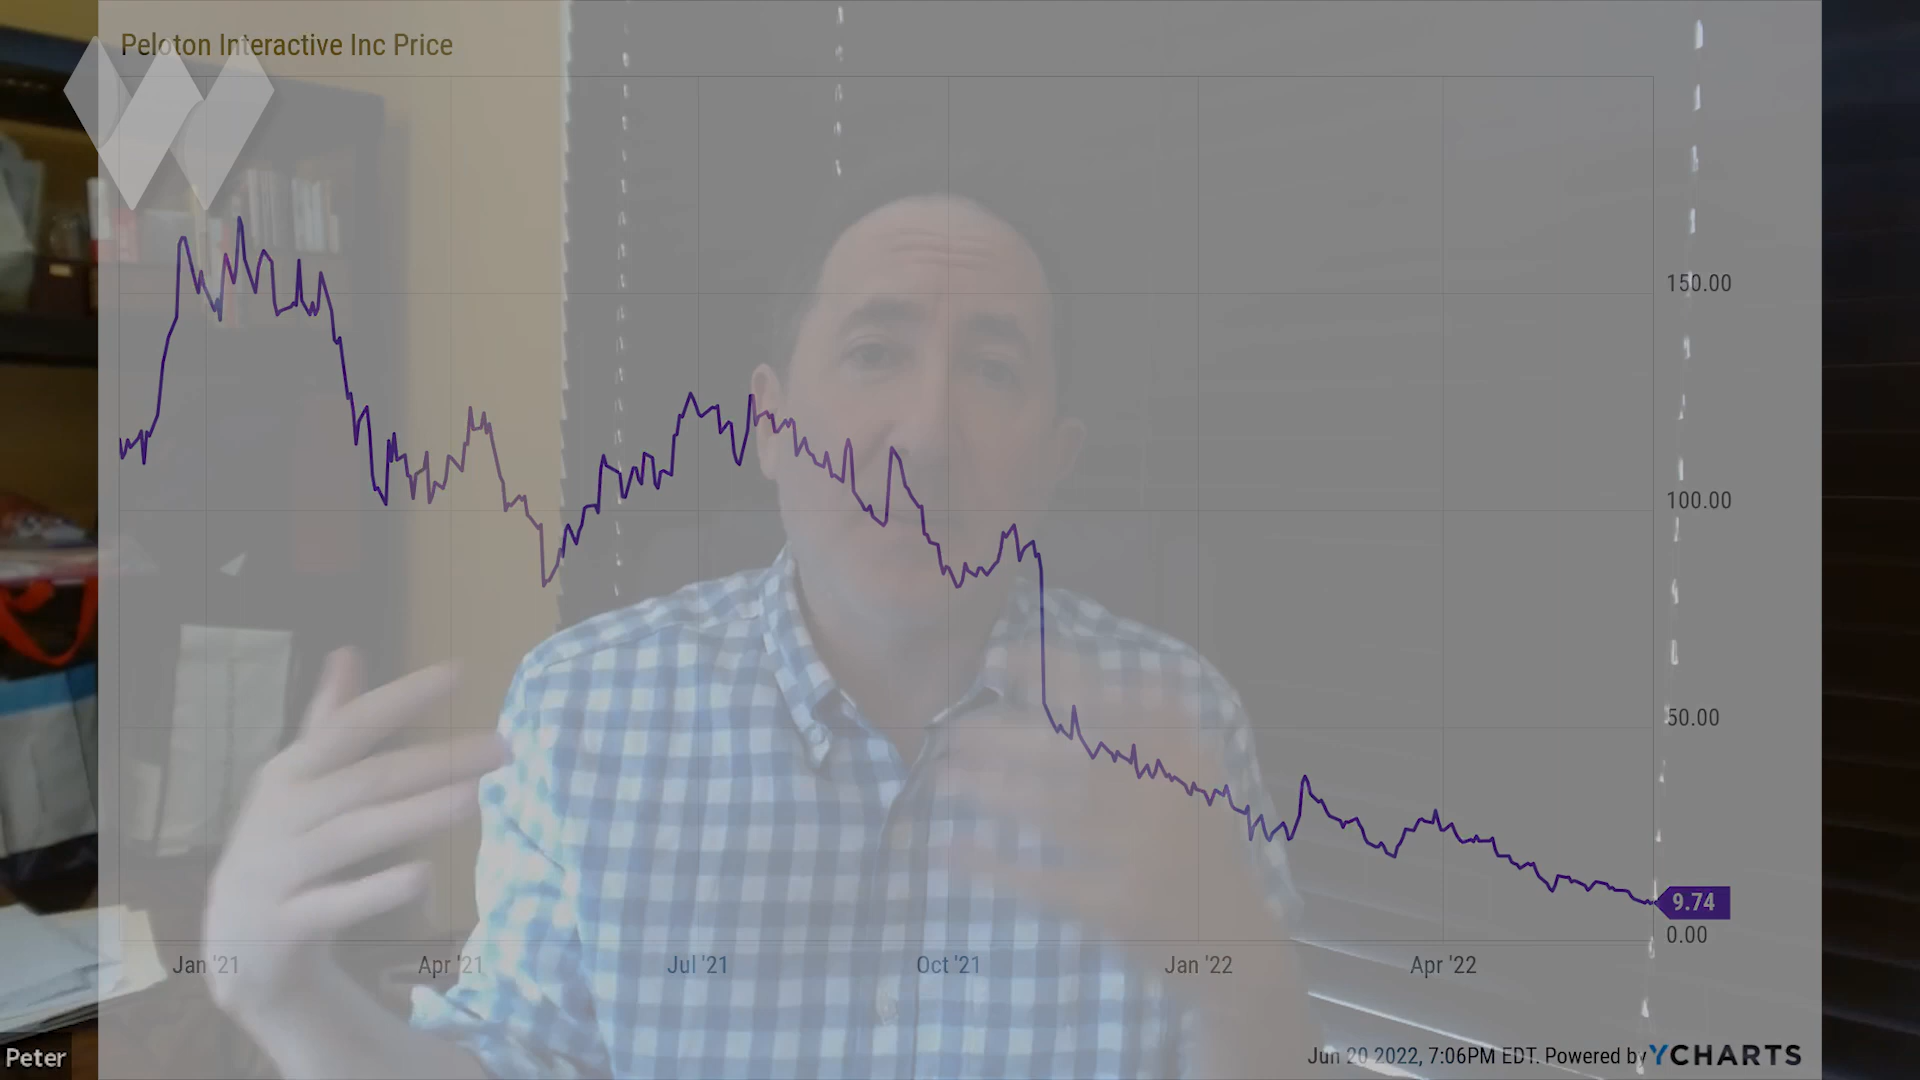 Peloton Interactive Inc Price
150.00
100.00
50.00
9.74
0.00
Jan '21 Apr '21 Jul '21 Oct '21 Jan '22 Apr '22
Peter
Jun 20 2022, 7:06PM EDT. Powered by YCHARTS